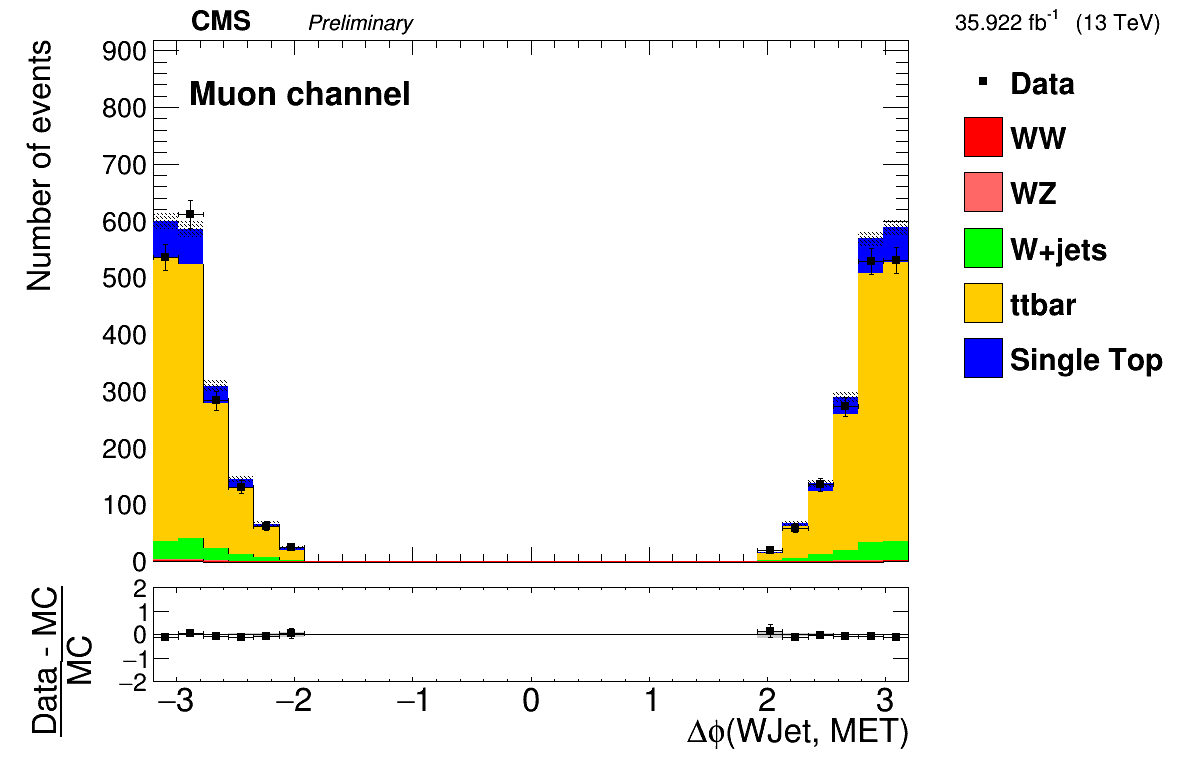 CMS Preliminary 35.922 fb-1 (13 TeV)
Number of events
900
800
700
600
500
400
300
200
100
0
Muon channel
Data
WW
WZ
W+jets
ttbar
Single Top
Data - MC
MC
2
1
0
−1
−2
−3 −2 −1 0 1 2 3
Δϕ(WJet, MET)